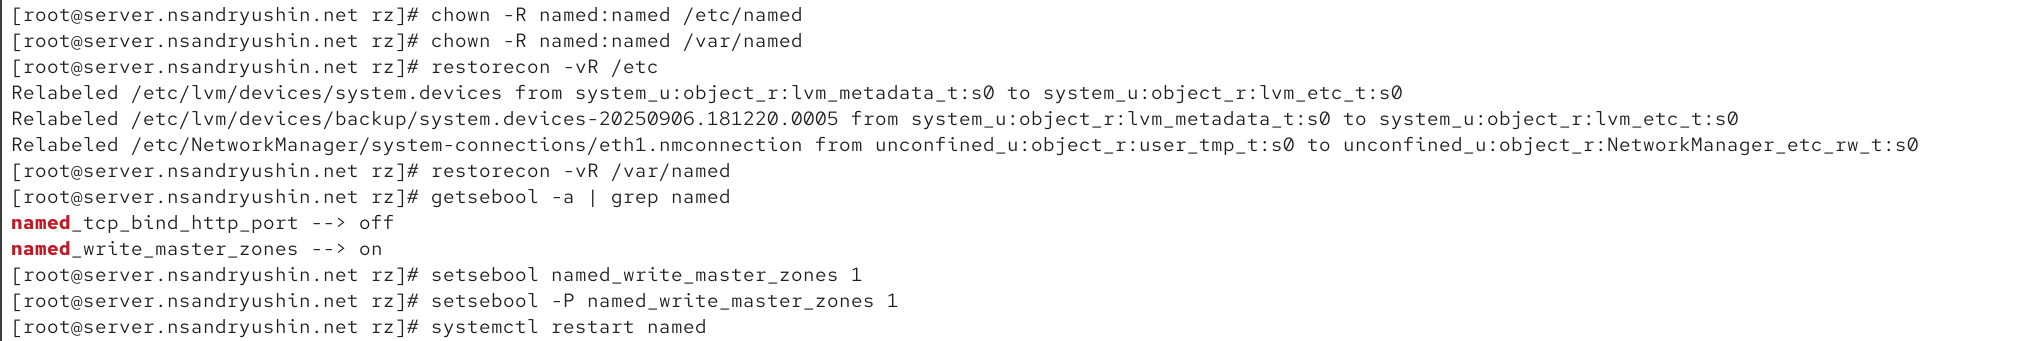 [root@server.nsandryushin.net rz]# chown -R named:named /etc/named
[root@server.nsandryushin.net rz]# chown -R named:named /var/named
[root@server.nsandryushin.net rz]# restorecon -vR /etc
Relabeled /etc/lvm/devices/system.devices from system_u:object_r:lvm_metadata_t:s0 to system_u:object_r:lvm_etc_t:s0
Relabeled /etc/lvm/devices/backup/system.devices-20250906.181220.0005 from system_u:object_r:lvm_metadata_t:s0 to system_u:object_r:lvm_etc_t:s0
Relabeled /etc/NetworkManager/system-connections/eth1.nmconnection from unconfined_u:object_r:user_tmp_t:s0 to unconfined_u:object_r:NetworkManager_etc_rw_t:s0
[root@server.nsandryushin.net rz]# restorecon -vR /var/named
[root@server.nsandryushin.net rz]# getsebool -a | grep named
named_tcp_bind_http_port --> off
named_write_master_zones --> on
[root@server.nsandryushin.net rz]# setsebool named_write_master_zones 1
[root@server.nsandryushin.net rz]# setsebool -P named_write_master_zones 1
[root@server.nsandryushin.net rz]# systemctl restart named